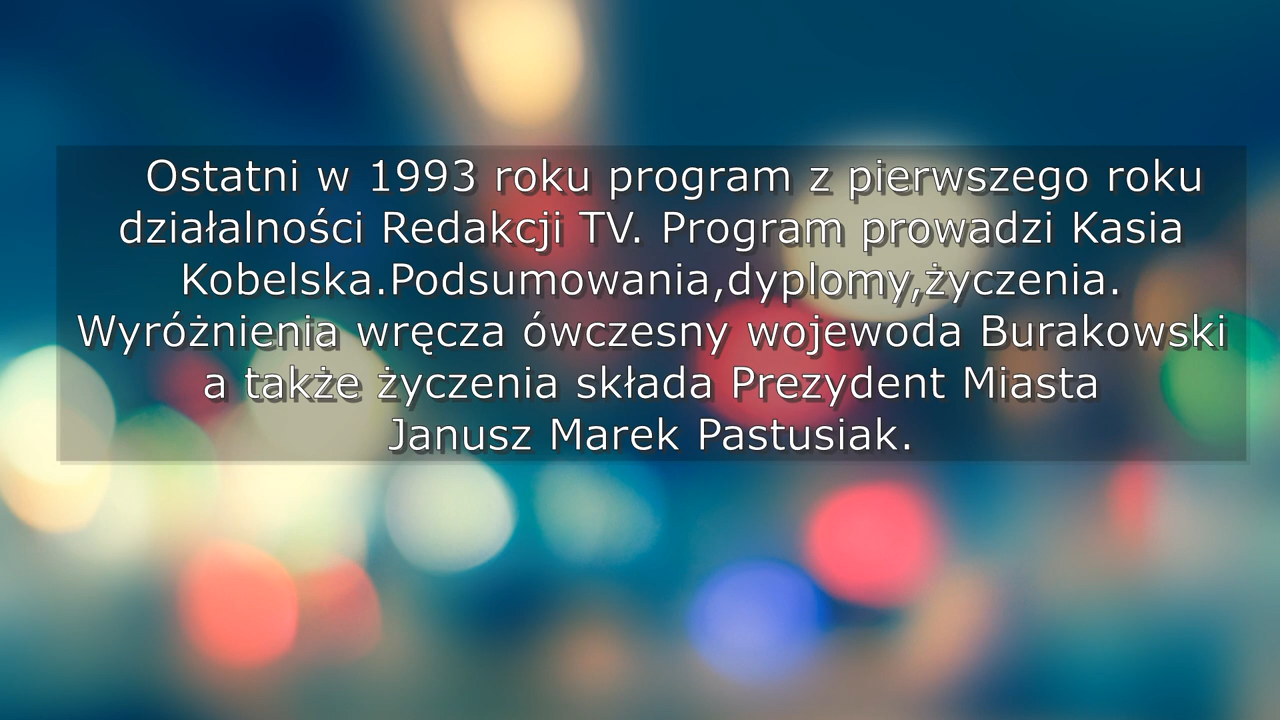 Ostatni w 1993 roku program z pierwszego roku
działalności Redakcji TV. Program prowadzi Kasia
Kobelska.Podsumowania,dyplomy,życzenia.
Wyróżnienia wręcza ówczesny wojewoda Burakowski
a także życzenia składa Prezydent Miasta
Janusz Marek Pastusiak.